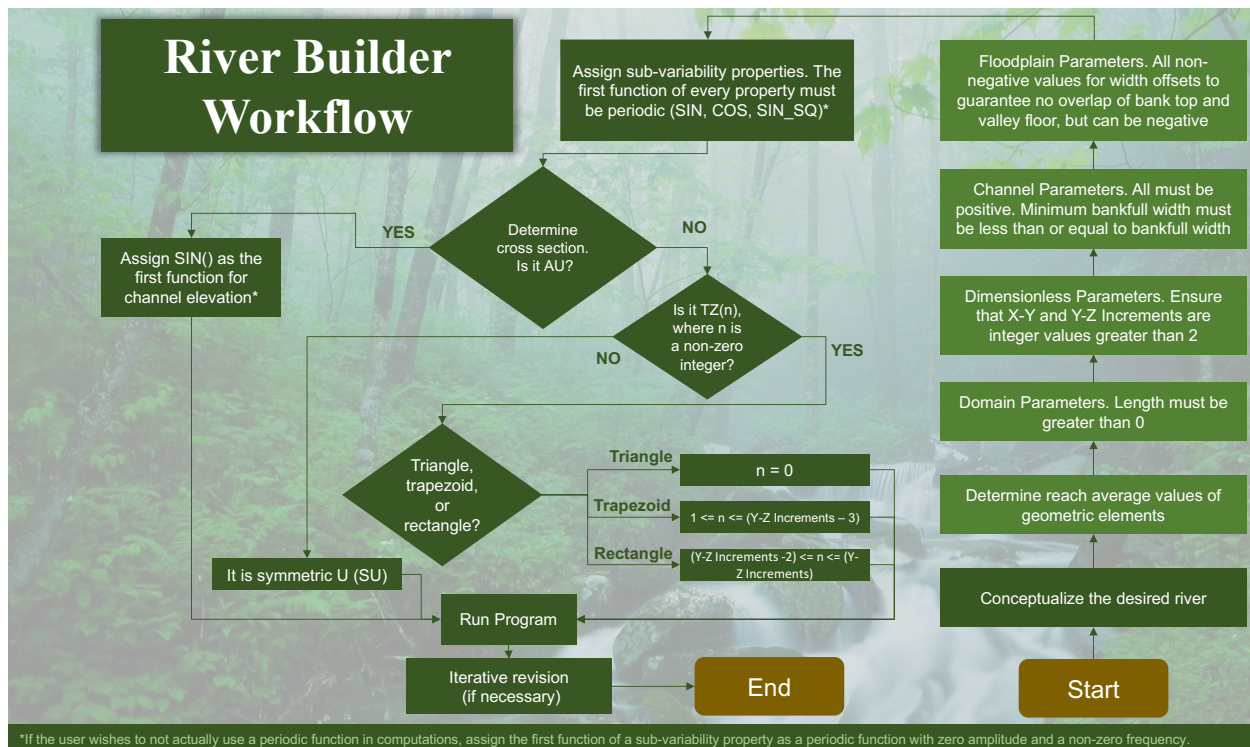 River Builder
Workflow
Assign sub-variability properties. The
first function of every property must
be periodic (SIN, COS, SIN_SQ)*
Floodplain Parameters. All non-
negative values for width offsets to
guarantee no overlap of bank top and
valley floor, but can be negative
Channel Parameters. All must be
positive. Minimum bankfull width must
be less than or equal to bankfull width
Dimensionless Parameters. Ensure
that X-Y and Y-Z Increments are
integer values greater than 2
Domain Parameters. Length must be
greater than 0
Determine reach average values of
geometric elements
Conceptualize the desired river
Start
Determine
cross section.
Is it AU?
YES
NO
Assign SIN() as the
first function for
channel elevation*
Is it TZ(n),
where n is
a non-zero
integer?
NO
YES
Triangle,
trapezoid,
or
rectangle?
Triangle
n = 0
Trapezoid
1 <= n <= (Y-Z Increments – 3)
Rectangle
(Y-Z Increments -2) <= n <= (Y-
Z Increments)
It is symmetric U (SU)
Run Program
Iterative revision
(if necessary)
End
*If the user wishes to not actually use a periodic function in computations, assign the first function of a sub-variability property as a periodic function with zero amplitude and a non-zero frequency.